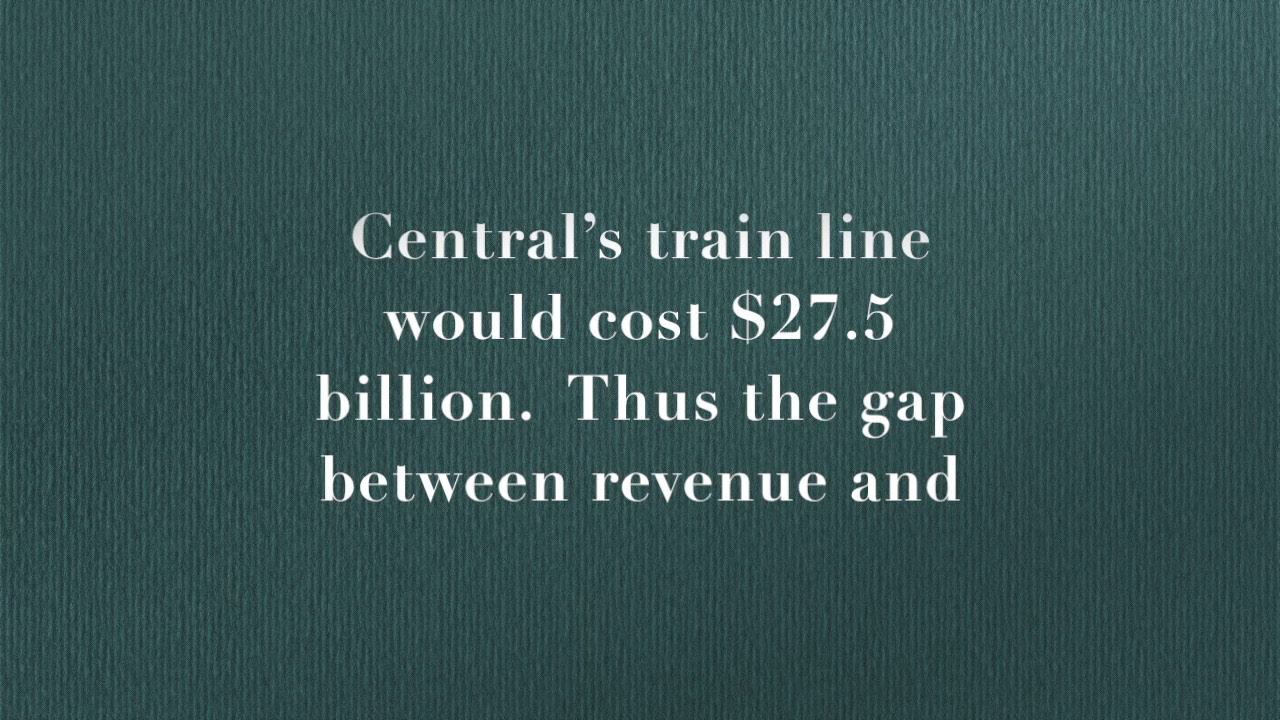 Central’s train line
would cost $27.5
billion.  Thus the gap
between revenue and